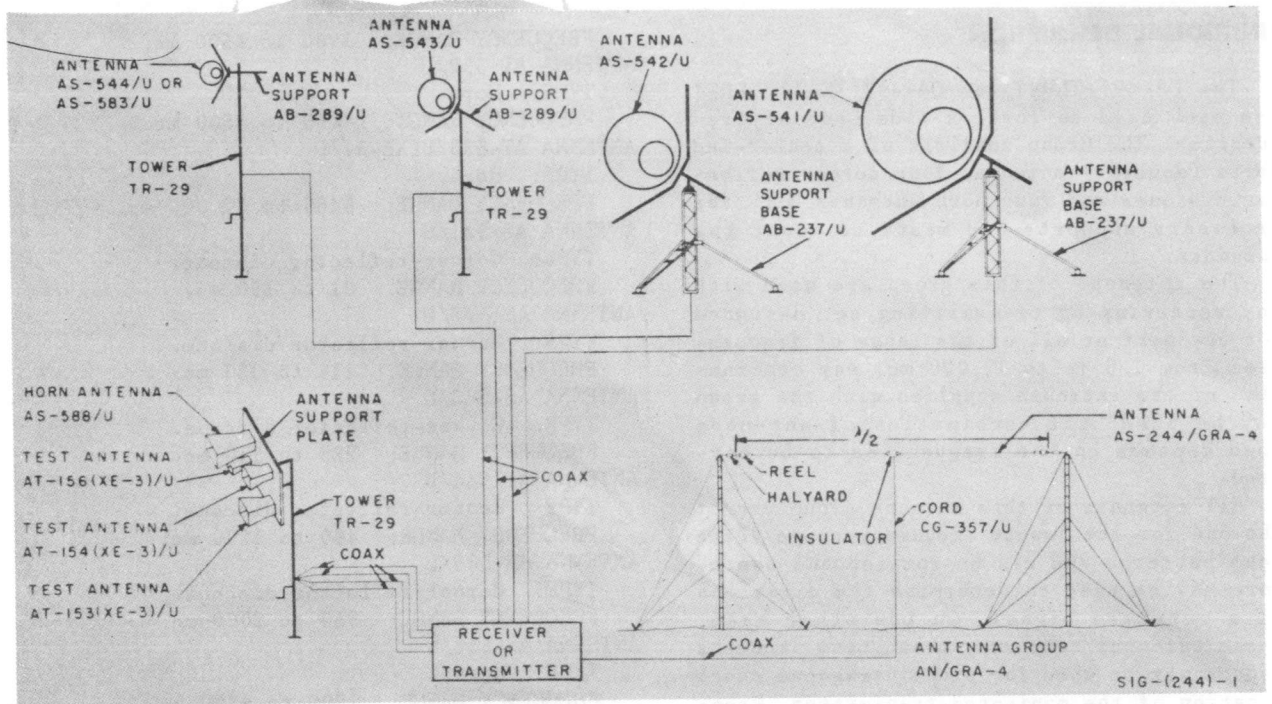 ANTENNA
AS-544/U OR
AS-583/U
ANTENNA
SUPPORT
AB-289/U
TOWER
TR-29
ANTENNA
AS-543/U
ANTENNA
SUPPORT
AB-289/U
TOWER
TR-29
ANTENNA
AS-542/U
ANTENNA
SUPPORT
BASE
AB-237/U
ANTENNA
AS-541/U
ANTENNA
SUPPORT
BASE
AB-237/U
HORN ANTENNA
AS-588/U
TEST ANTENNA
AT-156(XE-3)/U
TEST ANTENNA
AT-154(XE-3)/U
TEST ANTENNA
AT-153(XE-3)/U
ANTENNA
SUPPORT
PLATE
TOWER
TR-29
COAX
COAX
RECEIVER
OR
TRANSMITTER
COAX
λ/2
REEL
HALYARD
INSULATOR
CORD
CG-357/U
ANTENNA
AS-244/GRA-4
ANTENNA GROUP
AN/GRA-4
SIG-(244)-1